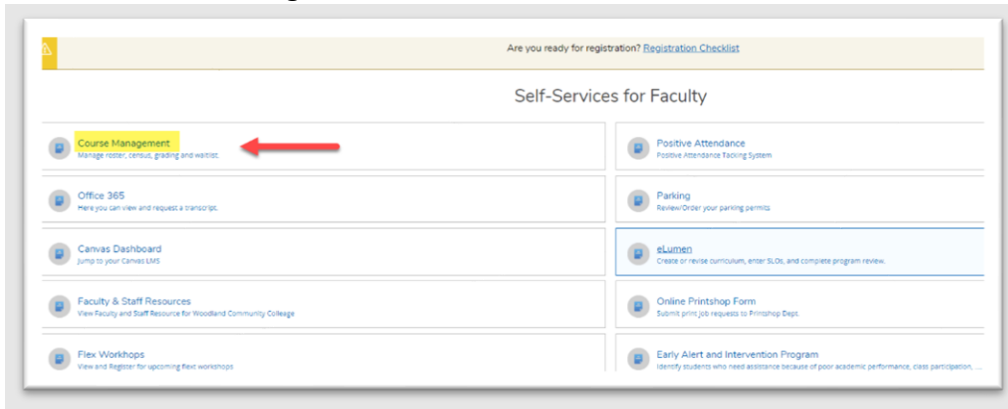 Are you ready for registration? Registration Checklist
Self-Services for Faculty
Course Management
Manage roster, census, grading and waitlist.
Positive Attendance
Positive Attendance Tacking System
Office 365
Here you can view and request a transcript.
Parking
Review/Order your parking permits
Canvas Dashboard
Jump to your Canvas LMS
eLumen
Create or revise curriculum, enter SLOs, and complete program review.
Faculty & Staff Resources
View Faculty and Staff Resource for Woodland Community Colleage
Online Printshop Form
Submit print job requests to Printshop Dept.
Flex Workhops
View and Register for upcoming flext workshops
Early Alert and Intervention Program
Identify students who need assistance because of poor academic performance, class participation, ...